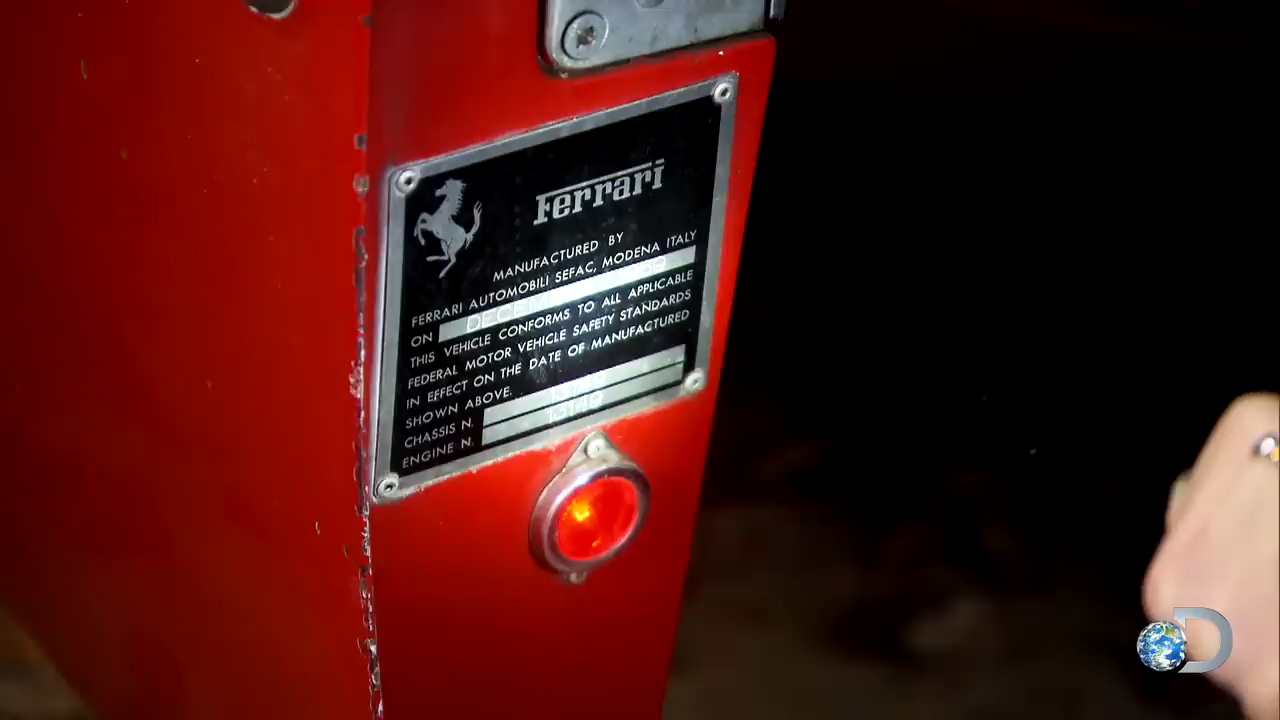 Ferrari
MANUFACTURED BY
FERRARI AUTOMOBILI SEFAC, MODENA ITALY
ON
THIS VEHICLE CONFORMS TO ALL APPLICABLE
FEDERAL MOTOR VEHICLE SAFETY STANDARDS
IN EFFECT ON THE DATE OF MANUFACTURED
SHOWN ABOVE.
CHASSIS N.
ENGINE N. 13149
D